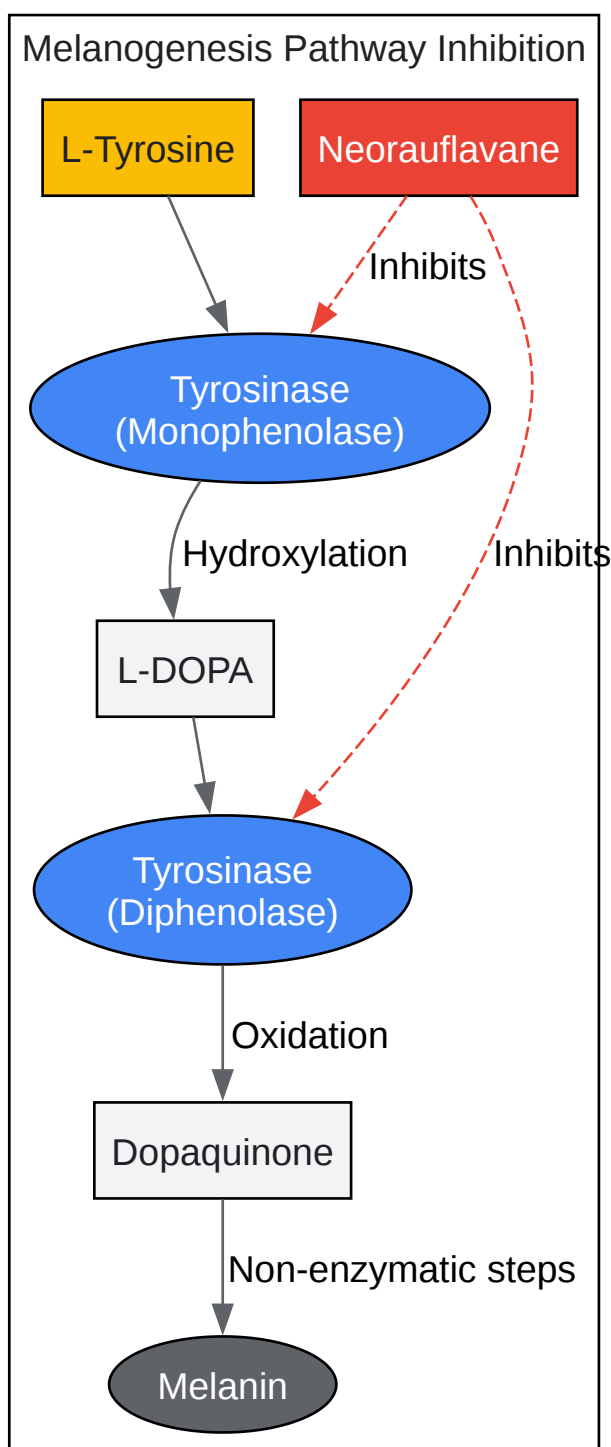 Melanogenesis Pathway Inhibition
L-Tyrosine
Neorauflavane
Inhibits
Tyrosinase
(Monophenolase)
Hydroxylation
Inhibits
L-DOPA
Tyrosinase
(Diphenolase)
Oxidation
Dopaquinone
Non-enzymatic steps
Melanin